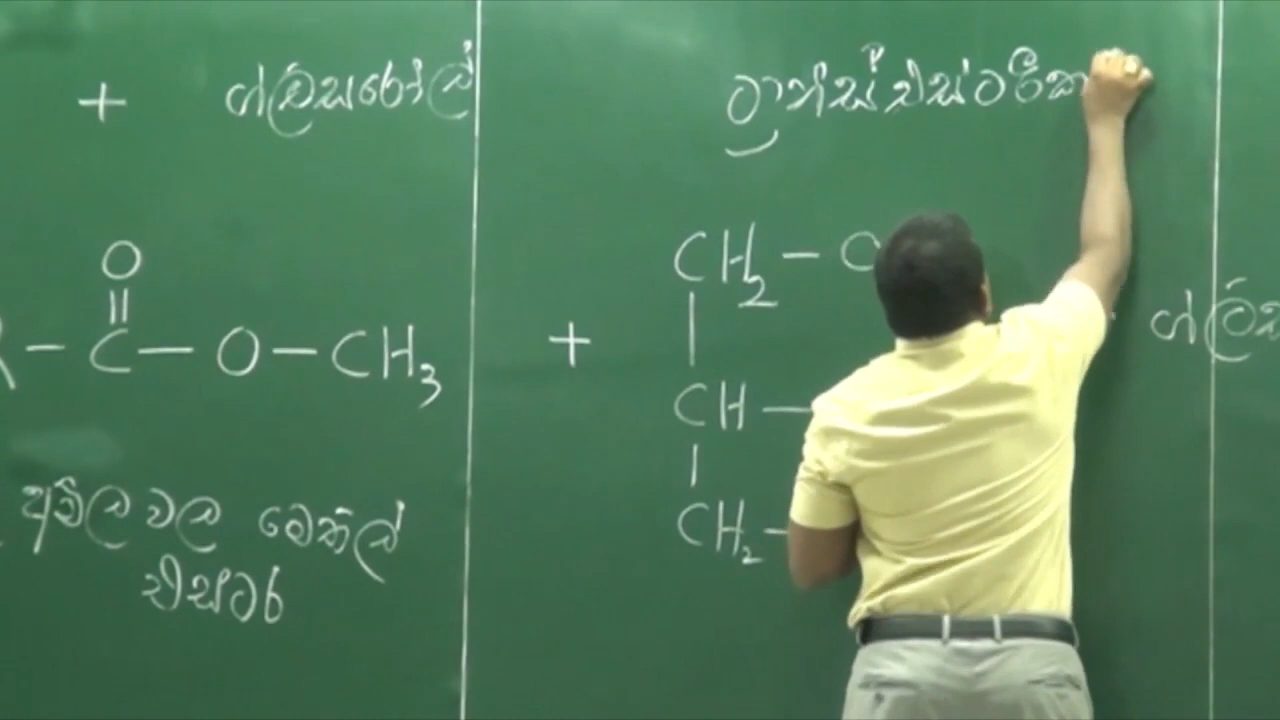 + ග්ලිසරෝල්
ට්‍රාන්ස් එස්ටරීකා
O
||
– C – O – CH₃ +
CH₂ – O
|
CH –
|
CH₂ –
අම්ල වල මෙතිල්
එස්ටර